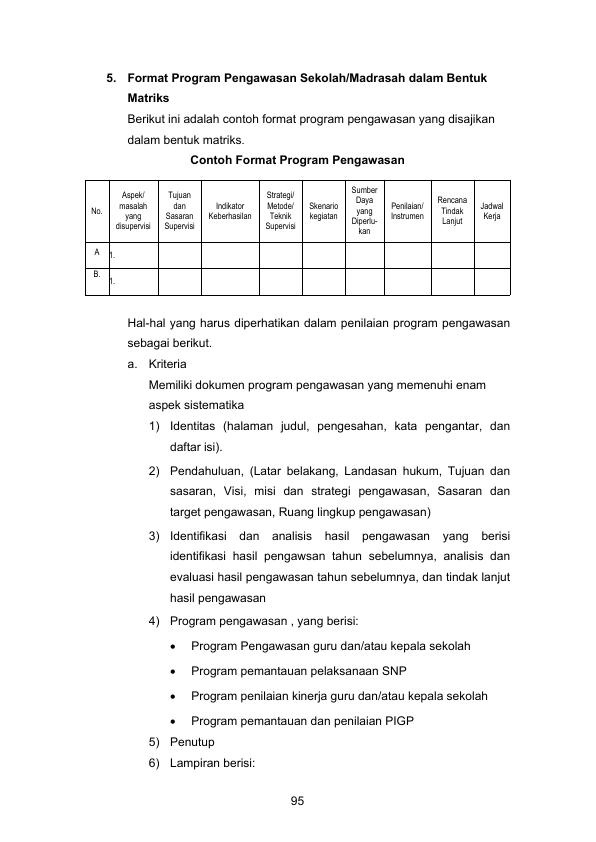 5. Format Program Pengawasan Sekolah/Madrasah dalam Bentuk
Matriks
Berikut ini adalah contoh format program pengawasan yang disajikan
dalam bentuk matriks.
Contoh Format Program Pengawasan
No.
Aspek/
masalah
yang
disupervisi
Tujuan
dan
Sasaran
Supervisi
Indikator
Keberhasilan
Strategi/
Metode/
Teknik
Supervisi
Skenario
kegiatan
Sumber
Daya
yang
Diperlu-
kan
Penilaian/
Instrumen
Rencana
Tindak
Lanjut
Jadwal
Kerja
A 1.
B. 1.
Hal-hal yang harus diperhatikan dalam penilaian program pengawasan
sebagai berikut.
a. Kriteria
Memiliki dokumen program pengawasan yang memenuhi enam
aspek sistematika
1) Identitas (halaman judul, pengesahan, kata pengantar, dan
daftar isi).
2) Pendahuluan, (Latar belakang, Landasan hukum, Tujuan dan
sasaran, Visi, misi dan strategi pengawasan, Sasaran dan
target pengawasan, Ruang lingkup pengawasan)
3) Identifikasi dan analisis hasil pengawasan yang berisi
identifikasi hasil pengawsan tahun sebelumnya, analisis dan
evaluasi hasil pengawasan tahun sebelumnya, dan tindak lanjut
hasil pengawasan
4) Program pengawasan , yang berisi:
• Program Pengawasan guru dan/atau kepala sekolah
• Program pemantauan pelaksanaan SNP
• Program penilaian kinerja guru dan/atau kepala sekolah
• Program pemantauan dan penilaian PIGP
5) Penutup
6) Lampiran berisi:
95